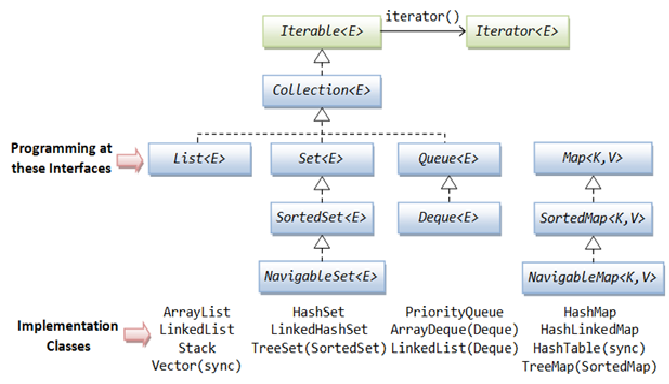 iterator()
Iterable<E>
Iterator<E>
Collection<E>
Programming at
these Interfaces
List<E>
Set<E>
Queue<E>
Map<K,V>
SortedSet<E>
Deque<E>
SortedMap<K,V>
NavigableSet<E>
NavigableMap<K,V>
Implementation
Classes
ArrayList
LinkedList
Stack
Vector(sync)
HashSet
LinkedHashSet
TreeSet(SortedSet)
PriorityQueue
ArrayDeque(Deque)
LinkedList(Deque)
HashMap
HashLinkedMap
HashTable(sync)
TreeMap(SortedMap)